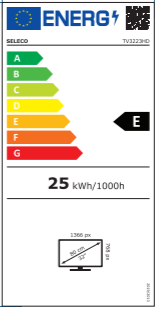 ENERG
SELECO TV3223HD
A
B
C
D
E
F
G
E
25 kWh/1000h
1366 px
80 cm
32"
768 px